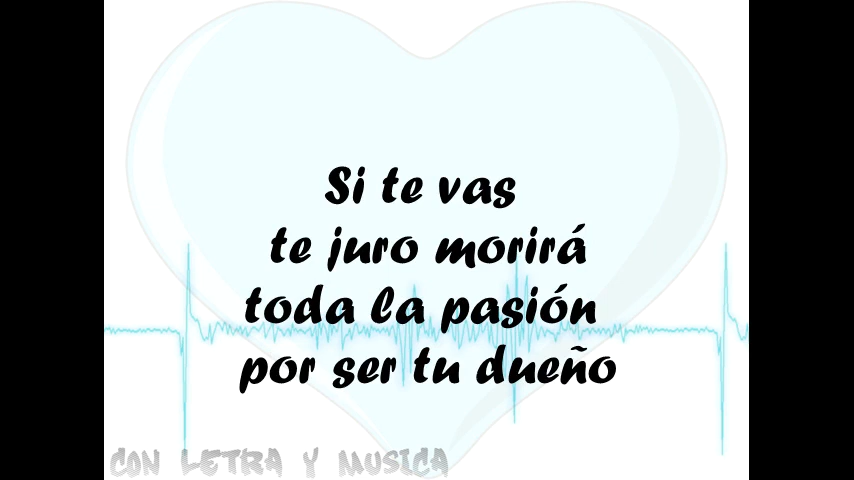 Si te vas
te juro morirá
toda la pasión
por ser tu dueño
CON LETRA Y MUSICA